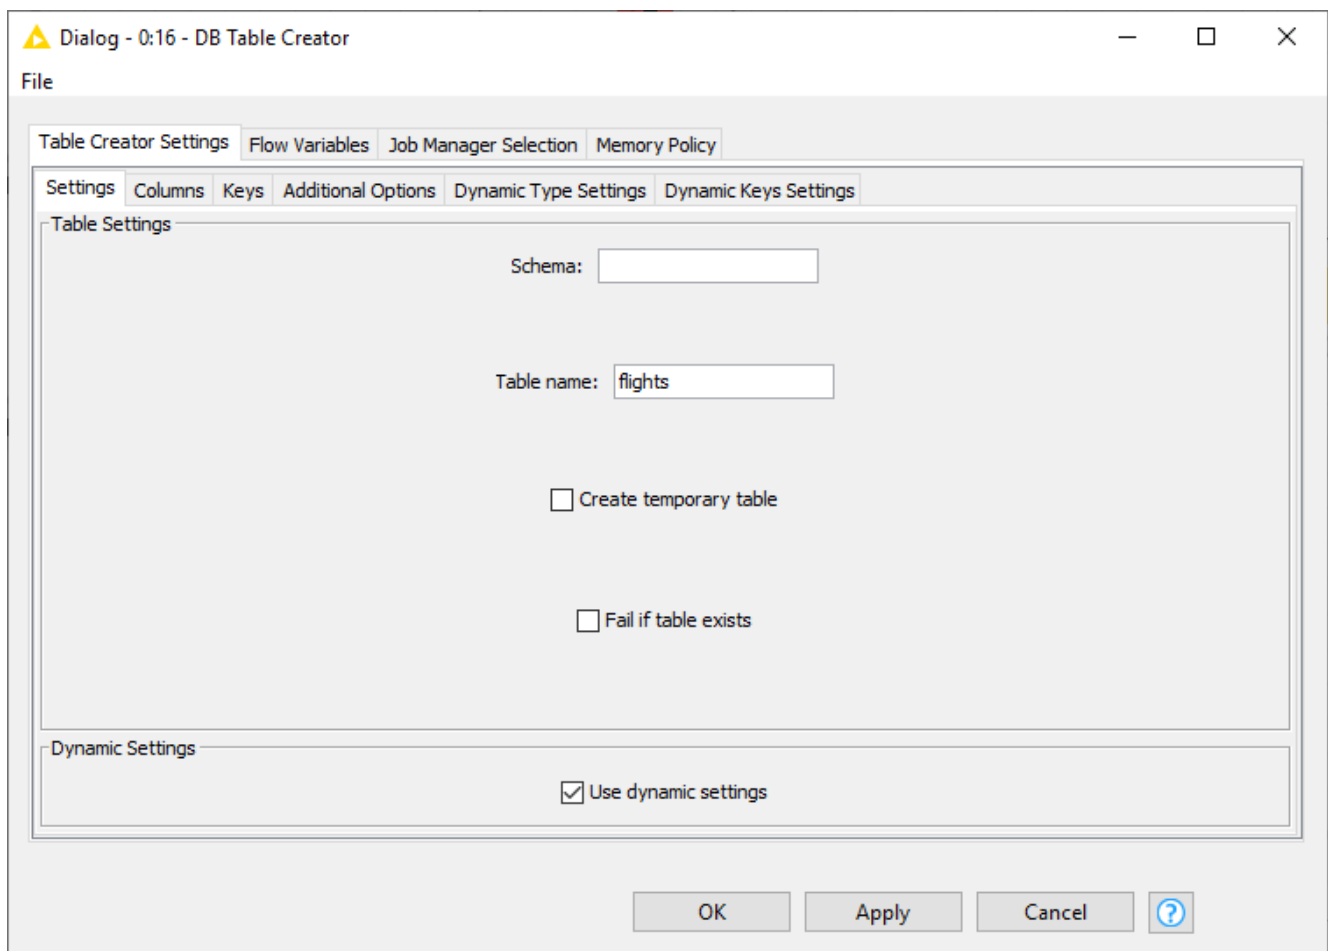 Dialog - 0:16 - DB Table Creator
File
Table Creator Settings Flow Variables Job Manager Selection Memory Policy
Settings Columns Keys Additional Options Dynamic Type Settings Dynamic Keys Settings
Table Settings
Schema:
Table name: flights
Create temporary table
Fail if table exists
Dynamic Settings
Use dynamic settings
OK Apply Cancel ?